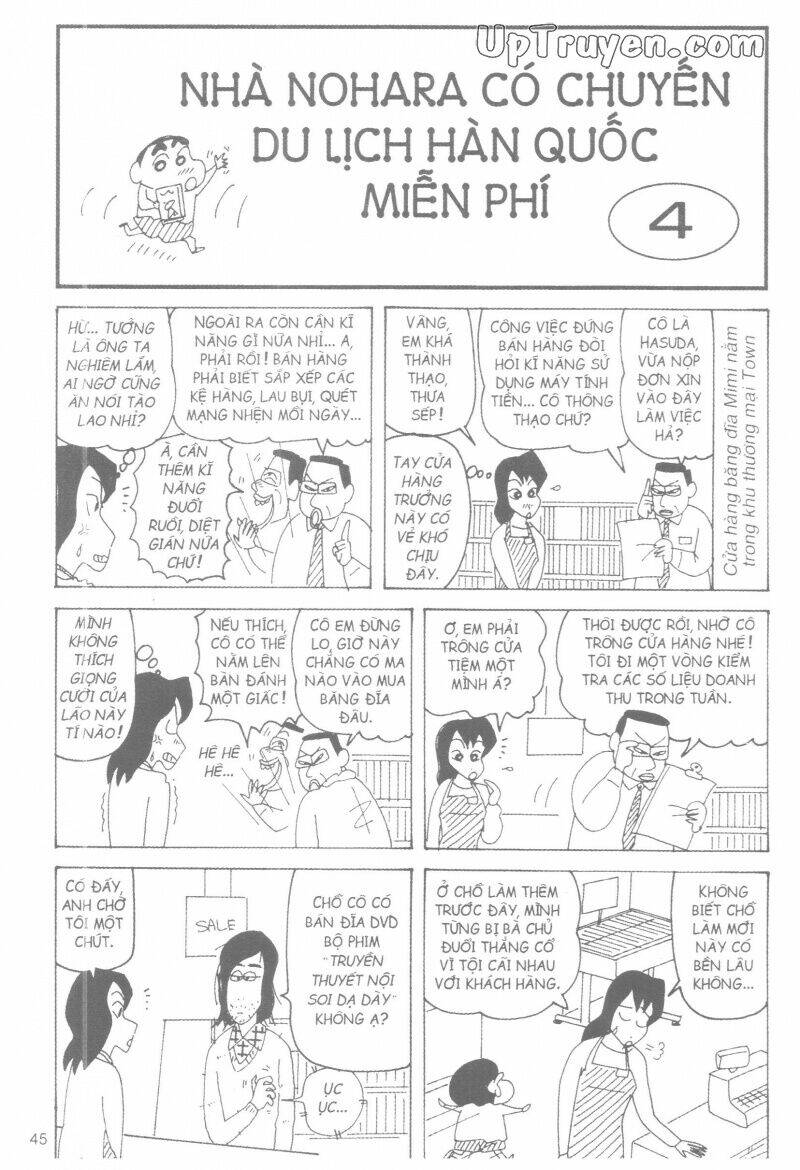 UpTruyen.com
NHÀ NOHARA CÓ CHUYẾN
DU LỊCH HÀN QUỐC
MIỄN PHÍ
4
Cửa hàng băng đĩa Mimi nằm
trong khu thương mại Town
CÔ LÀ
HASUDA,
VỪA NỘP
ĐƠN XIN
VÀO ĐÂY
LÀM VIỆC
HẢ?
CÔNG VIỆC ĐỨNG
BÁN HÀNG ĐÒI
HỎI KĨ NĂNG SỬ
DỤNG MÁY TÍNH
TIỀN... CÔ THÔNG
THẠO CHỨ?
VÂNG,
EM KHÁ
THÀNH
THẠO,
THƯA
SẾP!
TAY CỬA
HÀNG
TRƯỞNG
NÀY CÓ
VẺ KHÓ
CHỊU
ĐÂY.
NGOÀI RA CÒN CẦN KĨ
NĂNG GÌ NỮA NHỈ... A,
PHẢI RỒI! BÁN HÀNG
PHẢI BIẾT SẮP XẾP CÁC
KỆ HÀNG, LAU BỤI, QUÉT
MẠNG NHỆN MỖI NGÀY...
À, CẦN
THÊM KĨ
NĂNG
ĐUỔI
RUỒI, DIỆT
GIÁN NỮA
CHỨ!
HỪ... TƯỞNG
LÀ ÔNG TA
NGHIÊM LẮM,
AI NGỜ CŨNG
ĂN NÓI TÀO
LAO NHỈ?
THÔI ĐƯỢC RỒI, NHỜ CÔ
TRÔNG CỬA HÀNG NHÉ!
TÔI ĐI MỘT VÒNG KIỂM
TRA CÁC SỐ LIỆU DOANH
THU TRONG TUẦN.
Ơ, EM PHẢI
TRÔNG CỬA
TIỆM MỘT
MÌNH Á?
CÔ EM ĐỪNG
LO, GIỜ NÀY
CHẲNG CÓ MA
NÀO VÀO MUA
BĂNG ĐĨA
ĐÂU.
NẾU THÍCH,
CÔ CÓ THỂ
NẰM LÊN
BÀN ĐÁNH
MỘT GIẤC!
HÊ HÊ
HÊ...
MÌNH
KHÔNG
THÍCH
GIỌNG
CƯỜI CỦA
LÃO NÀY
TÍ NÀO!
KHÔNG
BIẾT CHỖ
LÀM MỚI
NÀY CÓ
BỀN LÂU
KHÔNG...
Ở CHỖ LÀM THÊM
TRƯỚC ĐÂY, MÌNH
TỪNG BỊ BÀ CHỦ
ĐUỔI THẲNG CỔ
VÌ TỘI CÃI NHAU
VỚI KHÁCH HÀNG.
CHỖ CÔ CÓ
BÁN ĐĨA DVD
BỘ PHIM
"TRUYỀN
THUYẾT NỘI
SOI DẠ DÀY"
KHÔNG Ạ?
ỤC
ỤC...
SALE
CÓ ĐẤY,
ANH CHỜ
TÔI MỘT
CHÚT.
45